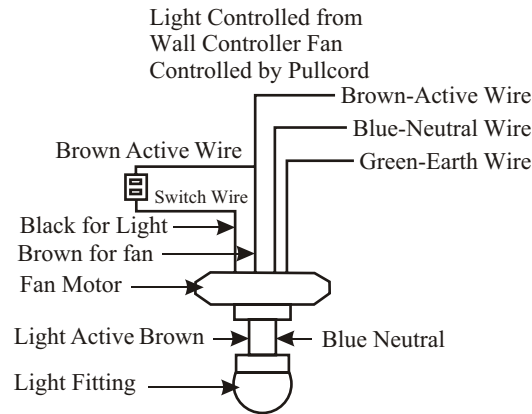 Light Controlled from
Wall Controller Fan
Controlled by Pullcord
Brown-Active Wire
Blue-Neutral Wire
Brown Active Wire
Green-Earth Wire
Switch Wire
Black for Light
Brown for fan
Fan Motor
Light Active Brown
Blue Neutral
Light Fitting